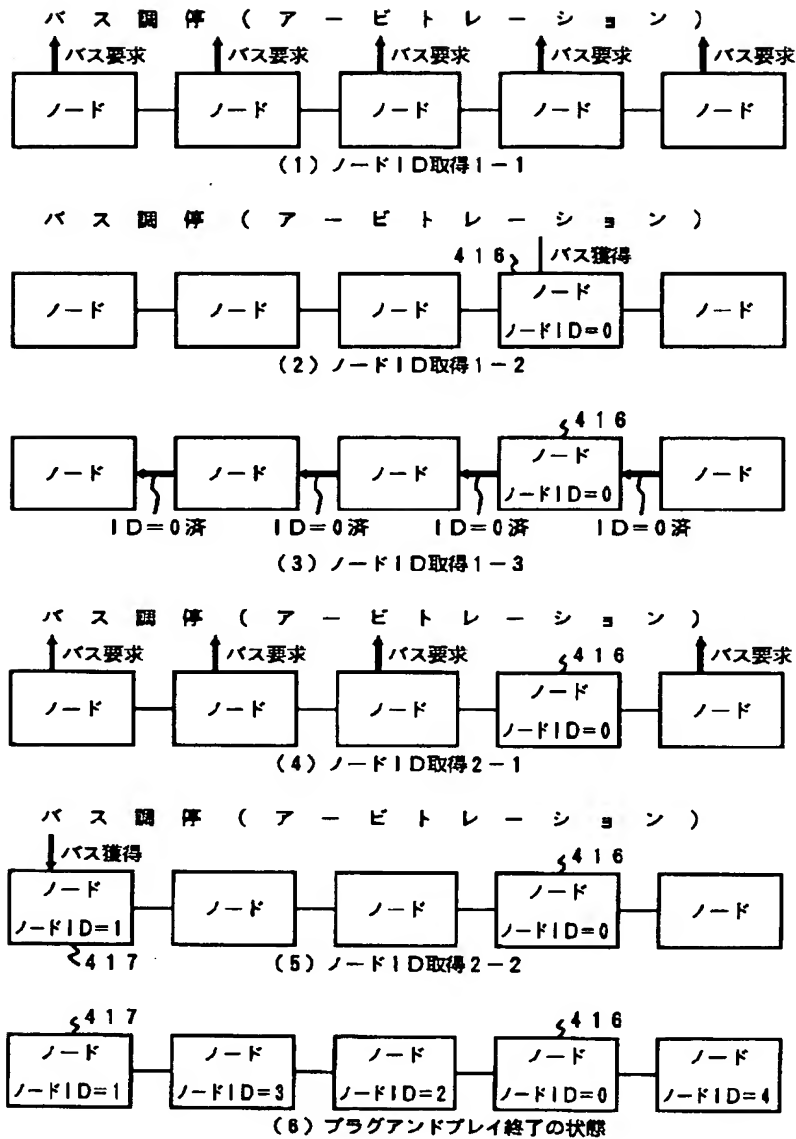 バス調停(アービトレーション)
バス要求 バス要求 バス要求 バス要求 バス要求
ノード ノード ノード ノード ノード
(1)ノードID取得1-1
バス調停(アービトレーション)
416 バス獲得
ノード ノード ノード ノード ノード
ノードID=0
(2)ノードID取得1-2
416
ノード ノード ノード ノード ノード
ノードID=0
ID=0済 ID=0済 ID=0済 ID=0済
(3)ノードID取得1-3
バス調停(アービトレーション)
バス要求 バス要求 バス要求 416 バス要求
ノード ノード ノード ノード ノード
ノードID=0
(4)ノードID取得2-1
バス調停(アービトレーション)
バス獲得 416
ノード ノード ノード ノード ノード
ノードID=1 ノードID=0
417 (5)ノードID取得2-2
417 416
ノード ノード ノード ノード ノード
ノードID=1 ノードID=3 ノードID=2 ノードID=0 ノードID=4
(6)プラグアンドプレイ終了の状態